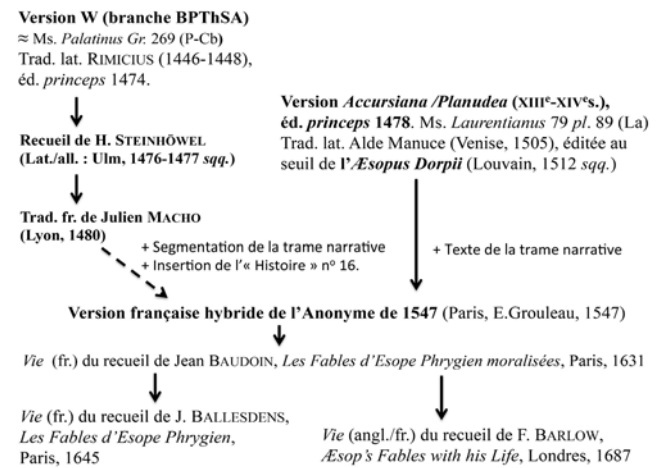 Version W (branche BPThSA)
≈ Ms. Palatinus Gr. 269 (P-Cb)
Trad. lat. RIMICIUS (1446-1448),
éd. princeps 1474.
Version Accursiana /Planudea (XIIIe-XIVes.),
éd. princeps 1478. Ms. Laurentianus 79 pl. 89 (La)
Trad. lat. Alde Manuce (Venise, 1505), éditée au
seuil de l’Æsopus Dorpii (Louvain, 1512 sqq.)
Recueil de H. STEINHÖWEL
(Lat./all. : Ulm, 1476-1477 sqq.)
Trad. fr. de Julien MACHO
(Lyon, 1480)
+ Segmentation de la trame narrative
+ Insertion de l’« Histoire » no 16.
+ Texte de la trame narrative
Version française hybride de l’Anonyme de 1547 (Paris, E.Grouleau, 1547)
Vie (fr.) du recueil de Jean BAUDOIN, Les Fables d’Esope Phrygien moralisées, Paris, 1631
Vie (fr.) du recueil de J. BALLESDENS,
Les Fables d’Esope Phrygien,
Paris, 1645
Vie (angl./fr.) du recueil de F. BARLOW,
Æsop’s Fables with his Life, Londres, 1687